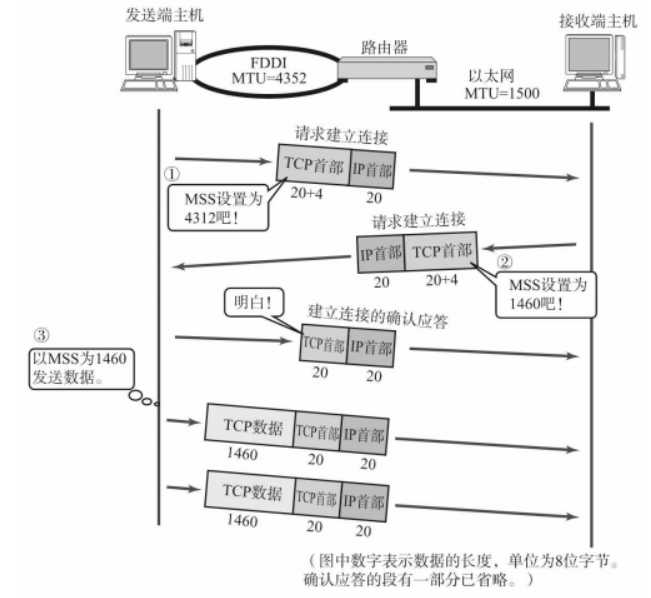 发送端主机
接收端主机
路由器
FDDI
MTU=4352
以太网
MTU=1500
请求建立连接
TCP首部 IP首部
20+4 20
①
MSS设置为
4312吧！
请求建立连接
IP首部 TCP首部
20 20+4
②
MSS设置为
1460吧！
明白！
建立连接的确认应答
TCP首部 IP首部
20 20
③
以MSS为1460
发送数据。
TCP数据 TCP首部 IP首部
1460 20 20
TCP数据 TCP首部 IP首部
1460 20 20
（图中数字表示数据的长度，单位为8位字节。
确认应答的段有一部分已省略。）